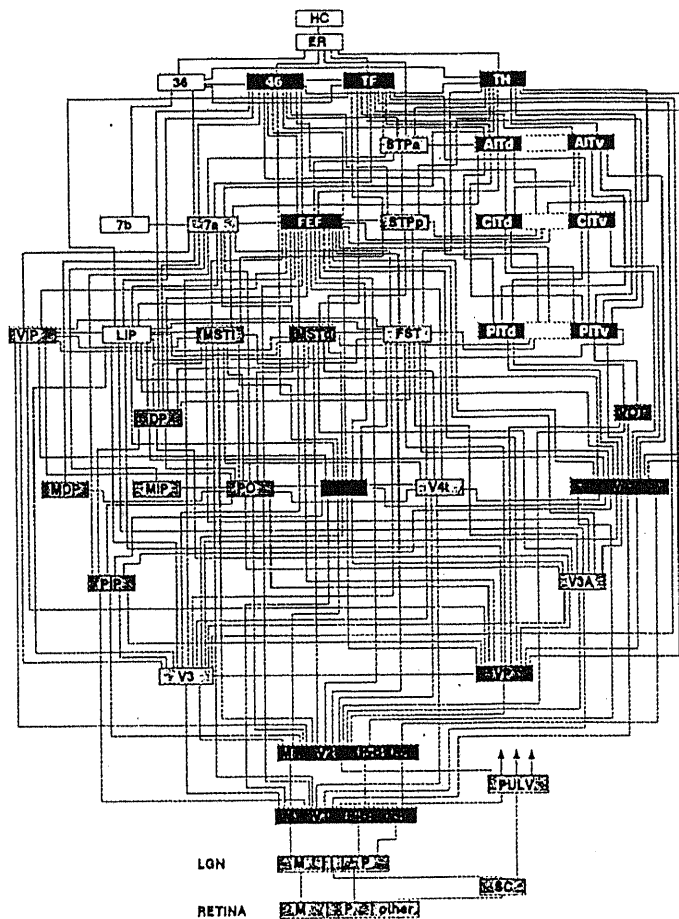 HC
ER
36 46 TF TH
STPa AITd AITv
7b 7a FEF STPp CITd CITv
VIP LIP MSTl MSTd FST PITd PITv
DP VOT
MDP MIP PO V4t
PIP V3A
V3 VP
M V2
PULV
LGN M P
SC
RETINA M P other